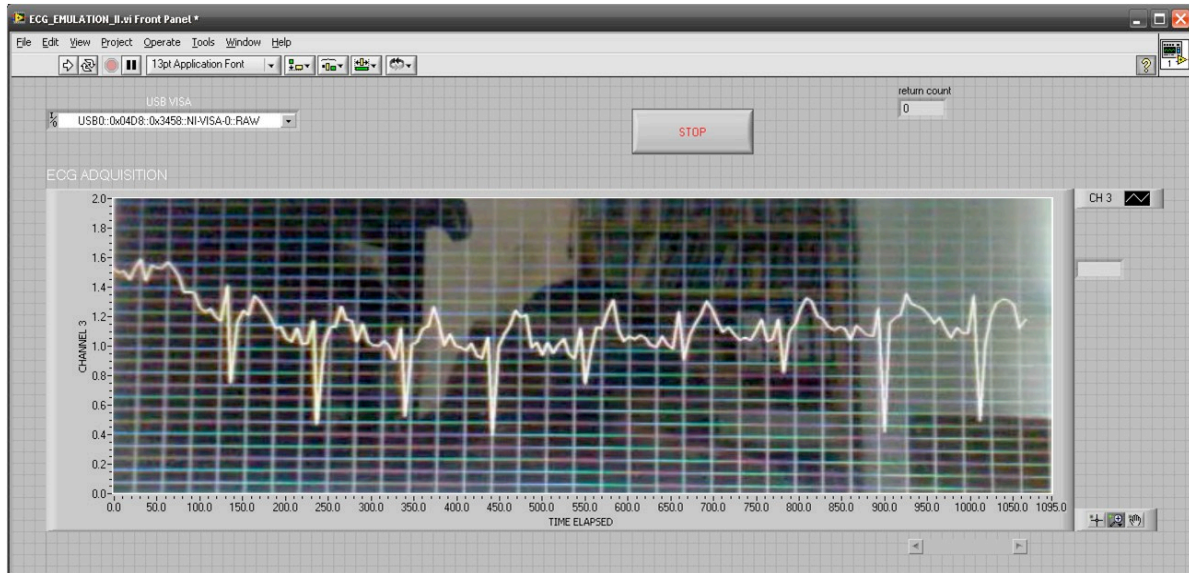 ECG_EMULATION_II.vi Front Panel *
File Edit View Project Operate Tools Window Help
13pt Application Font
1
USB VISA
USB0::0x04D8::0x3458::NI-VISA-0::RAW
STOP
return count
0
ECG ADQUISITION
CH 3
2.0
1.8
1.6
1.4
1.2
1.0
0.8
0.6
0.4
0.2
0.0
CHANNEL 3
0.0 50.0 100.0 150.0 200.0 250.0 300.0 350.0 400.0 450.0 500.0 550.0 600.0 650.0 700.0 750.0 800.0 850.0 900.0 950.0 1000.0 1050.0 1095.0
TIME ELAPSED